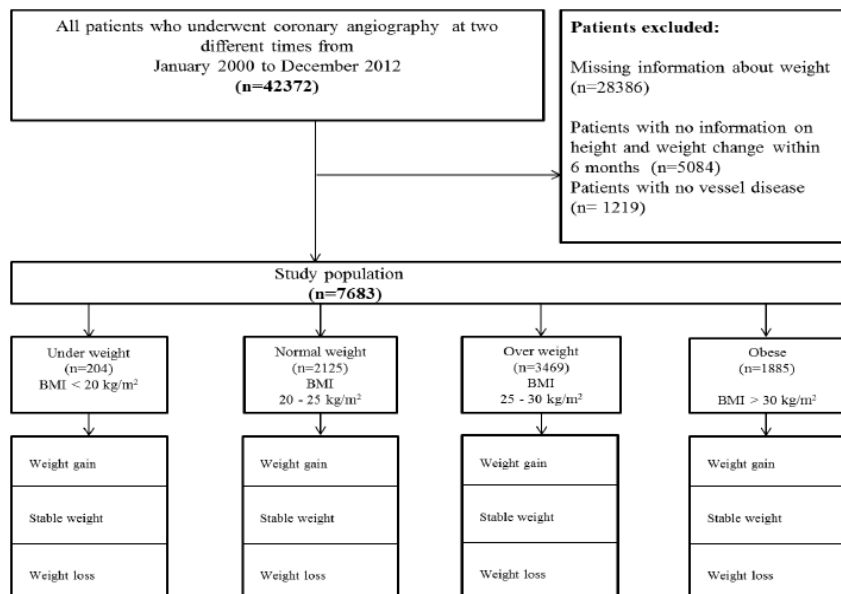 All patients who underwent coronary angiography at two
different times from
January 2000 to December 2012
(n=42372)
Patients excluded:
Missing information about weight
(n=28386)
Patients with no information on
height and weight change within
6 months (n=5084)
Patients with no vessel disease
(n= 1219)
Study population
(n=7683)
Under weight
(n=204)
BMI < 20 kg/m²
Normal weight
(n=2125)
BMI
20 - 25 kg/m²
Over weight
(n=3469)
BMI
25 - 30 kg/m²
Obese
(n=1885)
BMI > 30 kg/m²
Weight gain
Stable weight
Weight loss
Weight gain
Stable weight
Weight loss
Weight gain
Stable weight
Weight loss
Weight gain
Stable weight
Weight loss